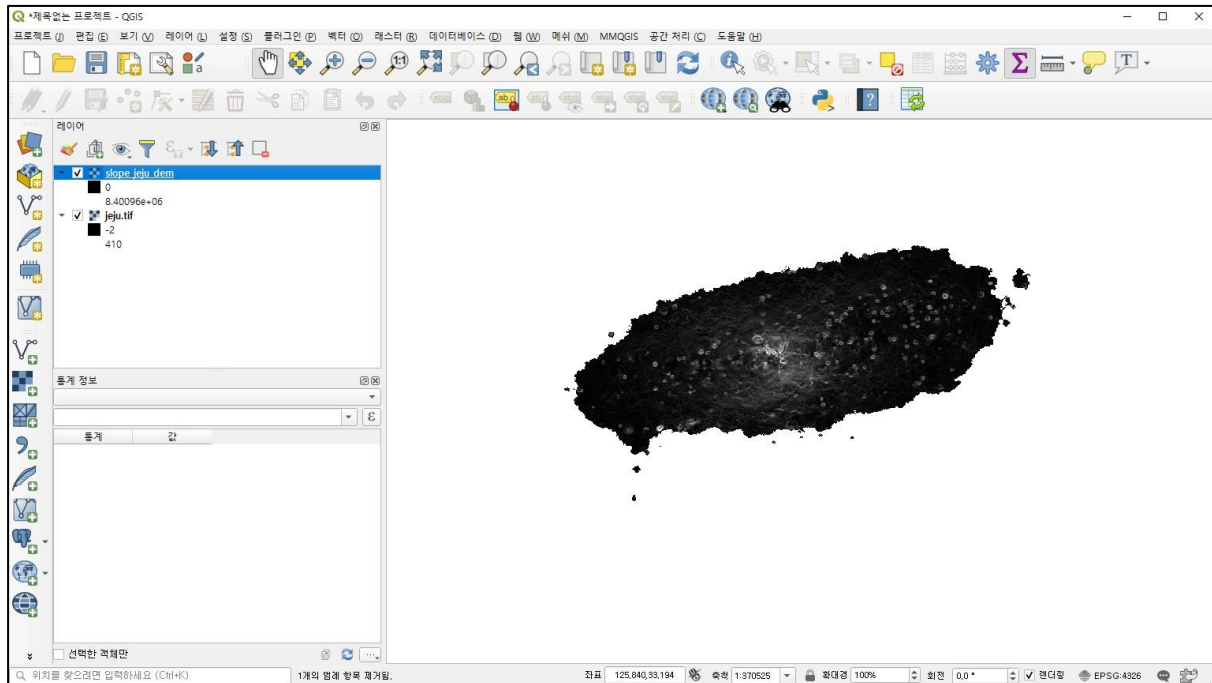 *제목없는 프로젝트 - QGIS
프로젝트 (J) 편집 (E) 보기 (V) 레이어 (L) 설정 (S) 플러그인 (P) 벡터 (O) 래스터 (R) 데이터베이스 (D) 웹 (W) 메쉬 (M) MMQGIS 공간 처리 (C) 도움말 (H)
레이어
slope_jeju_dem
0
8.40096e+06
jeju.tif
-2
410
통계 정보
통계 값
선택한 객체만
위치를 찾으려면 입력하세요 (Ctrl+K) 1개의 범례 항목 제거됨. 좌표 125,840,33,194 축척 1:370525 확대경 100% 회전 0,0 ° 렌더링 EPSG:4326